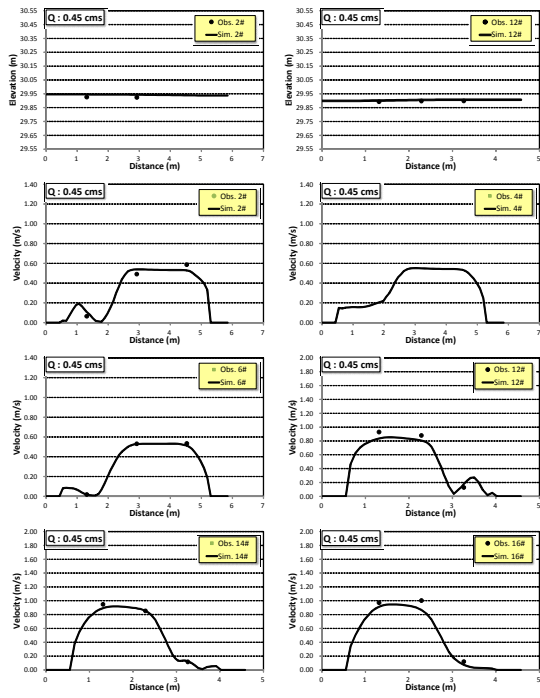 Q : 0.45 cms
Obs. 2#
Sim. 2#
30.55
30.45
30.35
30.25
30.15
30.05
29.95
29.85
29.75
29.65
29.55
Elevation (m)
0 1 2 3 4 5 6 7
Distance (m)
Q : 0.45 cms
Obs. 12#
Sim. 12#
30.55
30.45
30.35
30.25
30.15
30.05
29.95
29.85
29.75
29.65
29.55
Elevation (m)
0 1 2 3 4 5
Distance (m)
Q : 0.45 cms
Obs. 2#
Sim. 2#
1.40
1.20
1.00
0.80
0.60
0.40
0.20
0.00
Velocity (m/s)
0 1 2 3 4 5 6 7
Distance (m)
Q : 0.45 cms
Obs. 4#
Sim. 4#
1.40
1.20
1.00
0.80
0.60
0.40
0.20
0.00
Velocity (m/s)
0 1 2 3 4 5 6 7
Distance (m)
Q : 0.45 cms
Obs. 6#
Sim. 6#
1.40
1.20
1.00
0.80
0.60
0.40
0.20
0.00
Velocity (m/s)
0 1 2 3 4 5 6 7
Distance (m)
Q : 0.45 cms
Obs. 12#
Sim. 12#
2.00
1.80
1.60
1.40
1.20
1.00
0.80
0.60
0.40
0.20
0.00
Velocity (m/s)
0 1 2 3 4 5
Distance (m)
Q : 0.45 cms
Obs. 14#
Sim. 14#
2.00
1.80
1.60
1.40
1.20
1.00
0.80
0.60
0.40
0.20
0.00
Velocity (m/s)
0 1 2 3 4 5
Distance (m)
Q : 0.45 cms
Obs. 16#
Sim. 16#
2.00
1.80
1.60
1.40
1.20
1.00
0.80
0.60
0.40
0.20
0.00
Velocity (m/s)
0 1 2 3 4 5
Distance (m)